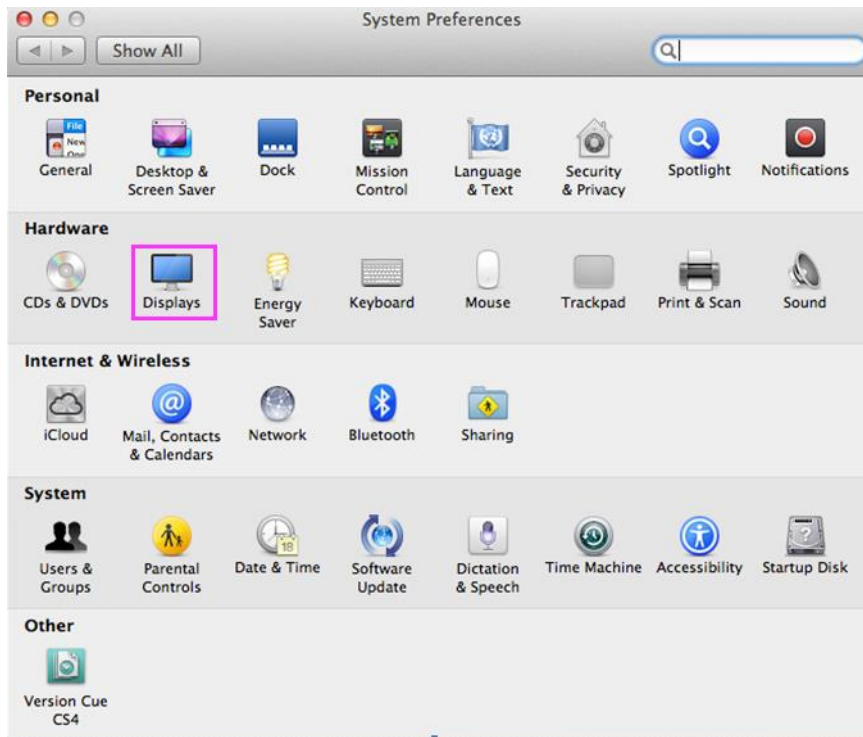 System Preferences
Show All
Personal
File
New
General
Desktop &
Screen Saver
Dock
Mission
Control
Language
& Text
Security
& Privacy
Spotlight
Notifications
Hardware
CDs & DVDs
Displays
Energy
Saver
Keyboard
Mouse
Trackpad
Print & Scan
Sound
Internet & Wireless
iCloud
@
Mail, Contacts
& Calendars
Network
Bluetooth
Sharing
System
Users &
Groups
Parental
Controls
18
Date & Time
Software
Update
Dictation
& Speech
Time Machine
Accessibility
?
Startup Disk
Other
Version Cue
CS4